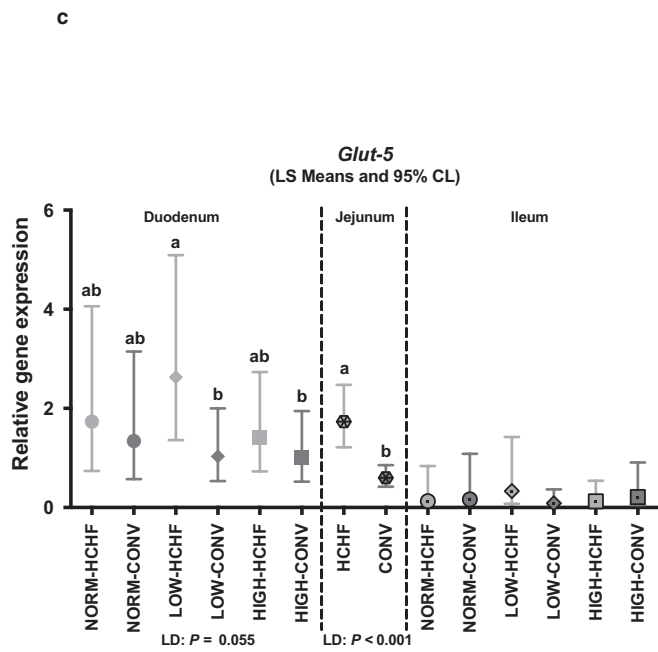 c
Glut-5
(LS Means and 95% CL)
Relative gene expression
6
4
2
0
Duodenum
Jejunum
Ileum
ab
ab
a
b
ab
b
a
b
NORM-HCHF
NORM-CONV
LOW-HCHF
LOW-CONV
HIGH-HCHF
HIGH-CONV
HCHF
CONV
NORM-HCHF
NORM-CONV
LOW-HCHF
LOW-CONV
HIGH-HCHF
HIGH-CONV
LD: P = 0.055
LD: P < 0.001